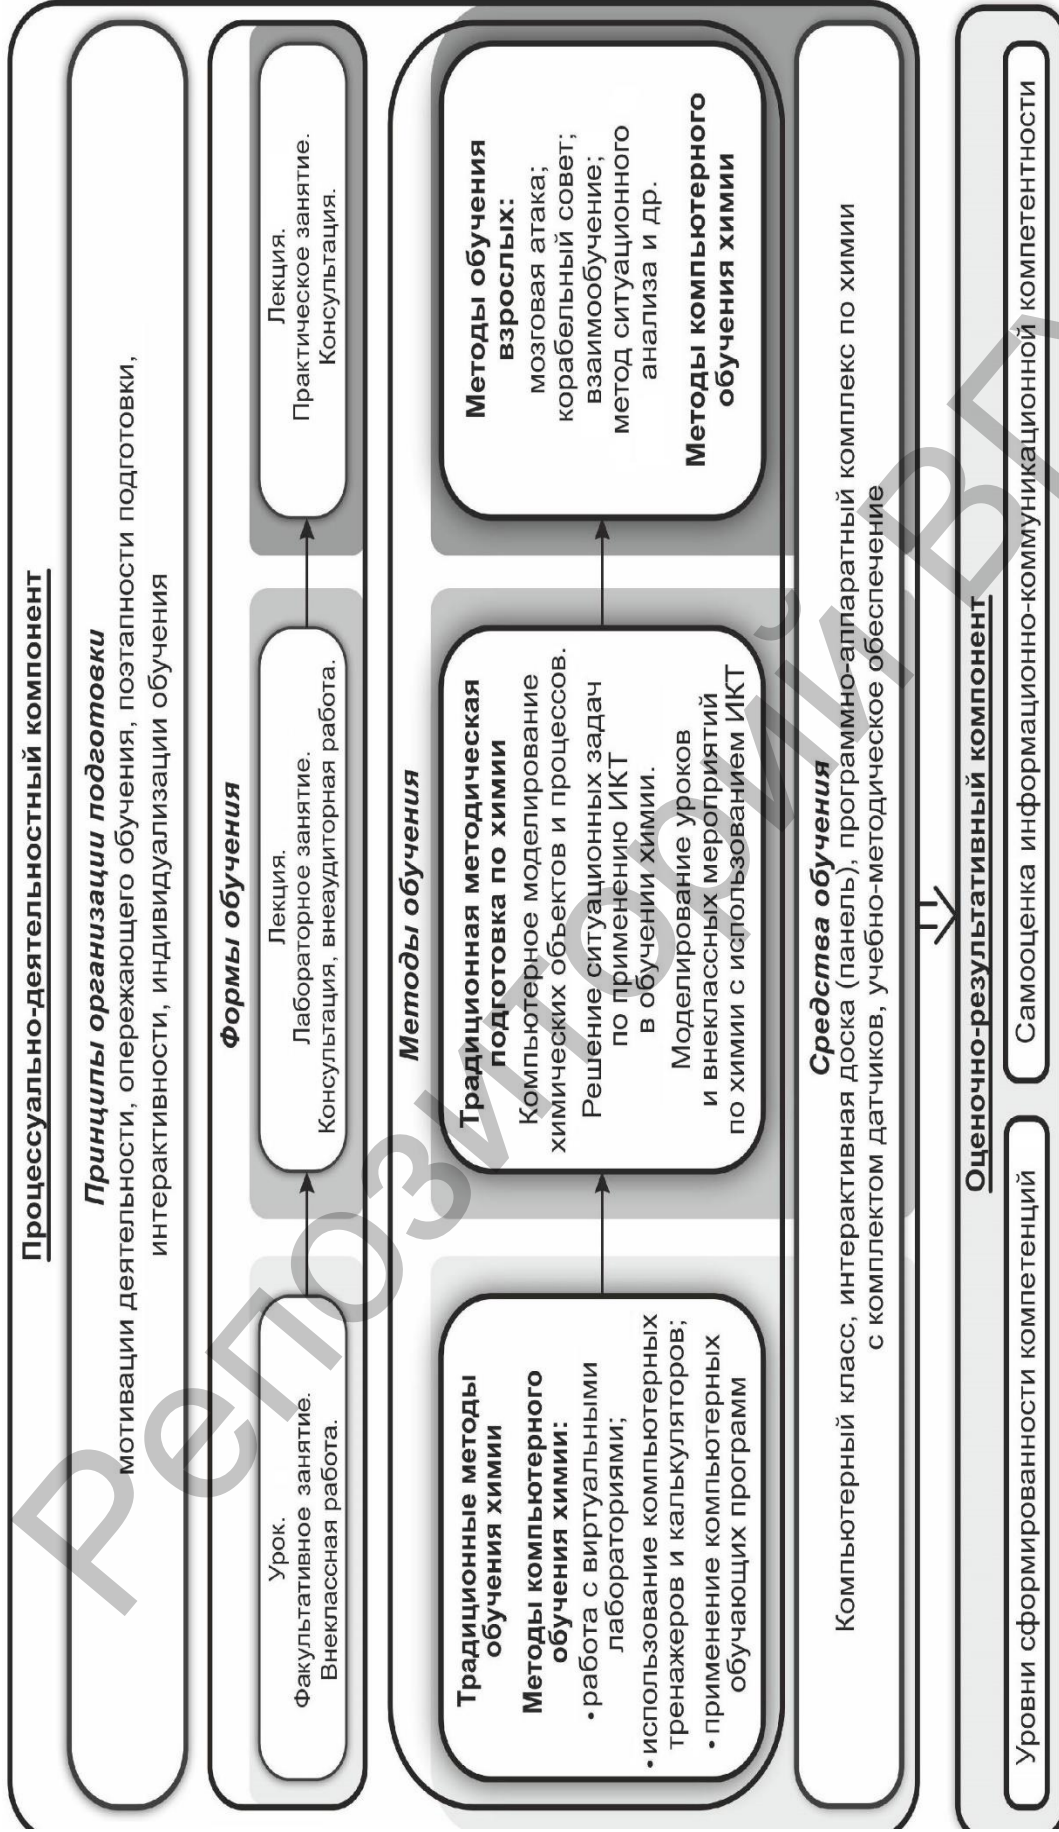 Процессуально-деятельностный компонент
Принципы организации подготовки
мотивации деятельности, опережающего обучения, поэтапности подготовки,
интерактивности, индивидуализации обучения
Формы обучения
Урок.
Факультативное занятие.
Внеклассная работа.
Лекция.
Лабораторное занятие.
Консультация, внеаудиторная работа.
Лекция.
Практическое занятие.
Консультация.
Методы обучения
Традиционные методы
обучения химии
Методы компьютерного
обучения химии:
•работа с виртуальными
лабораториями;
•использование компьютерных
тренажеров и калькуляторов;
•применение компьютерных
обучающих программ
Традиционная методическая
подготовка по химии
Компьютерное моделирование
химических объектов и процессов.
Решение ситуационных задач
по применению ИКТ
в обучении химии.
Моделирование уроков
и внеклассных мероприятий
по химии с использованием ИКТ
Методы обучения
взрослых:
мозговая атака;
корабельный совет;
взаимообучение;
метод ситуационного
анализа и др.
Методы компьютерного
обучения химии
Средства обучения
Компьютерный класс, интерактивная доска (панель), программно-аппаратный комплекс по химии
с комплектом датчиков, учебно-методическое обеспечение
Оценочно-результативный компонент
Уровни сформированности компетенций
Самооценка информационно-коммуникационной компетентности
Репозиторий ВГУ